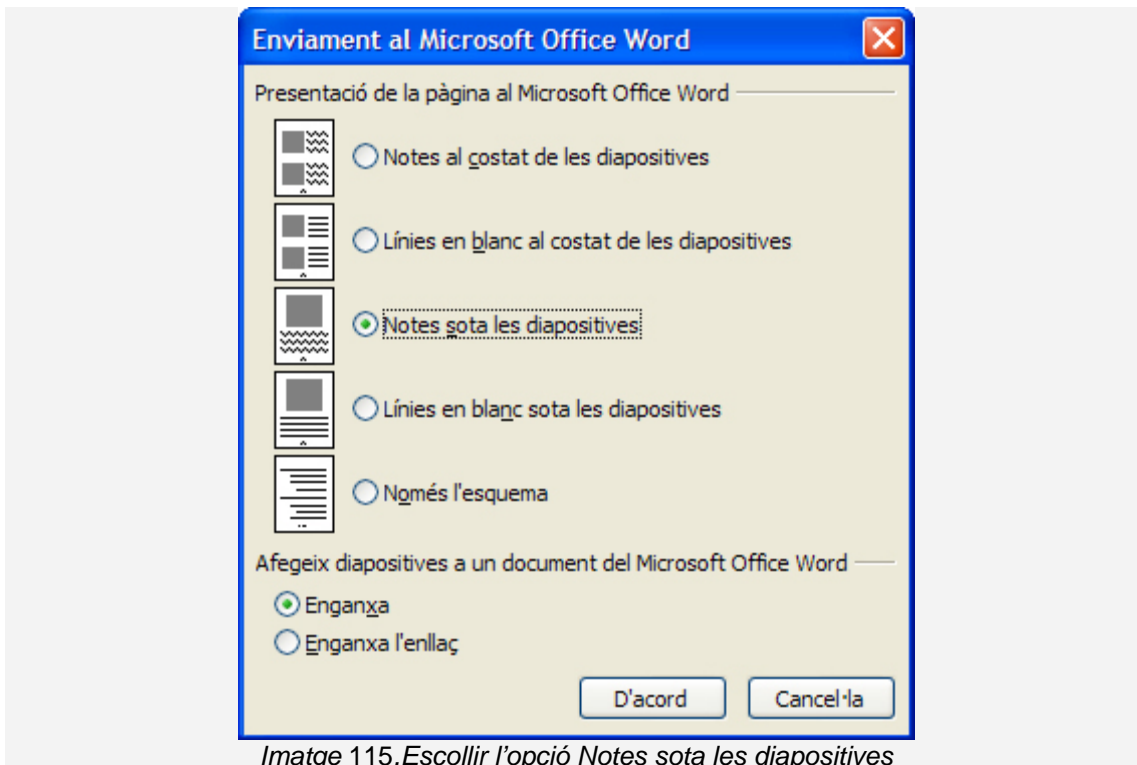 Enviament al Microsoft Office Word
Presentació de la pàgina al Microsoft Office Word
Notes al costat de les diapositives
Línies en blanc al costat de les diapositives
Notes sota les diapositives
Línies en blanc sota les diapositives
Només l'esquema
Afegeix diapositives a un document del Microsoft Office Word
Enganxa
Enganxa l'enllaç
D'acord Cancel·la
Imatge 115.Escollir l’opció Notes sota les diapositives